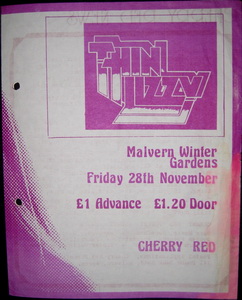 THIN
LIZZY
Malvern Winter
Gardens
Friday 28th November
£1 Advance £1.20 Door
CHERRY RED